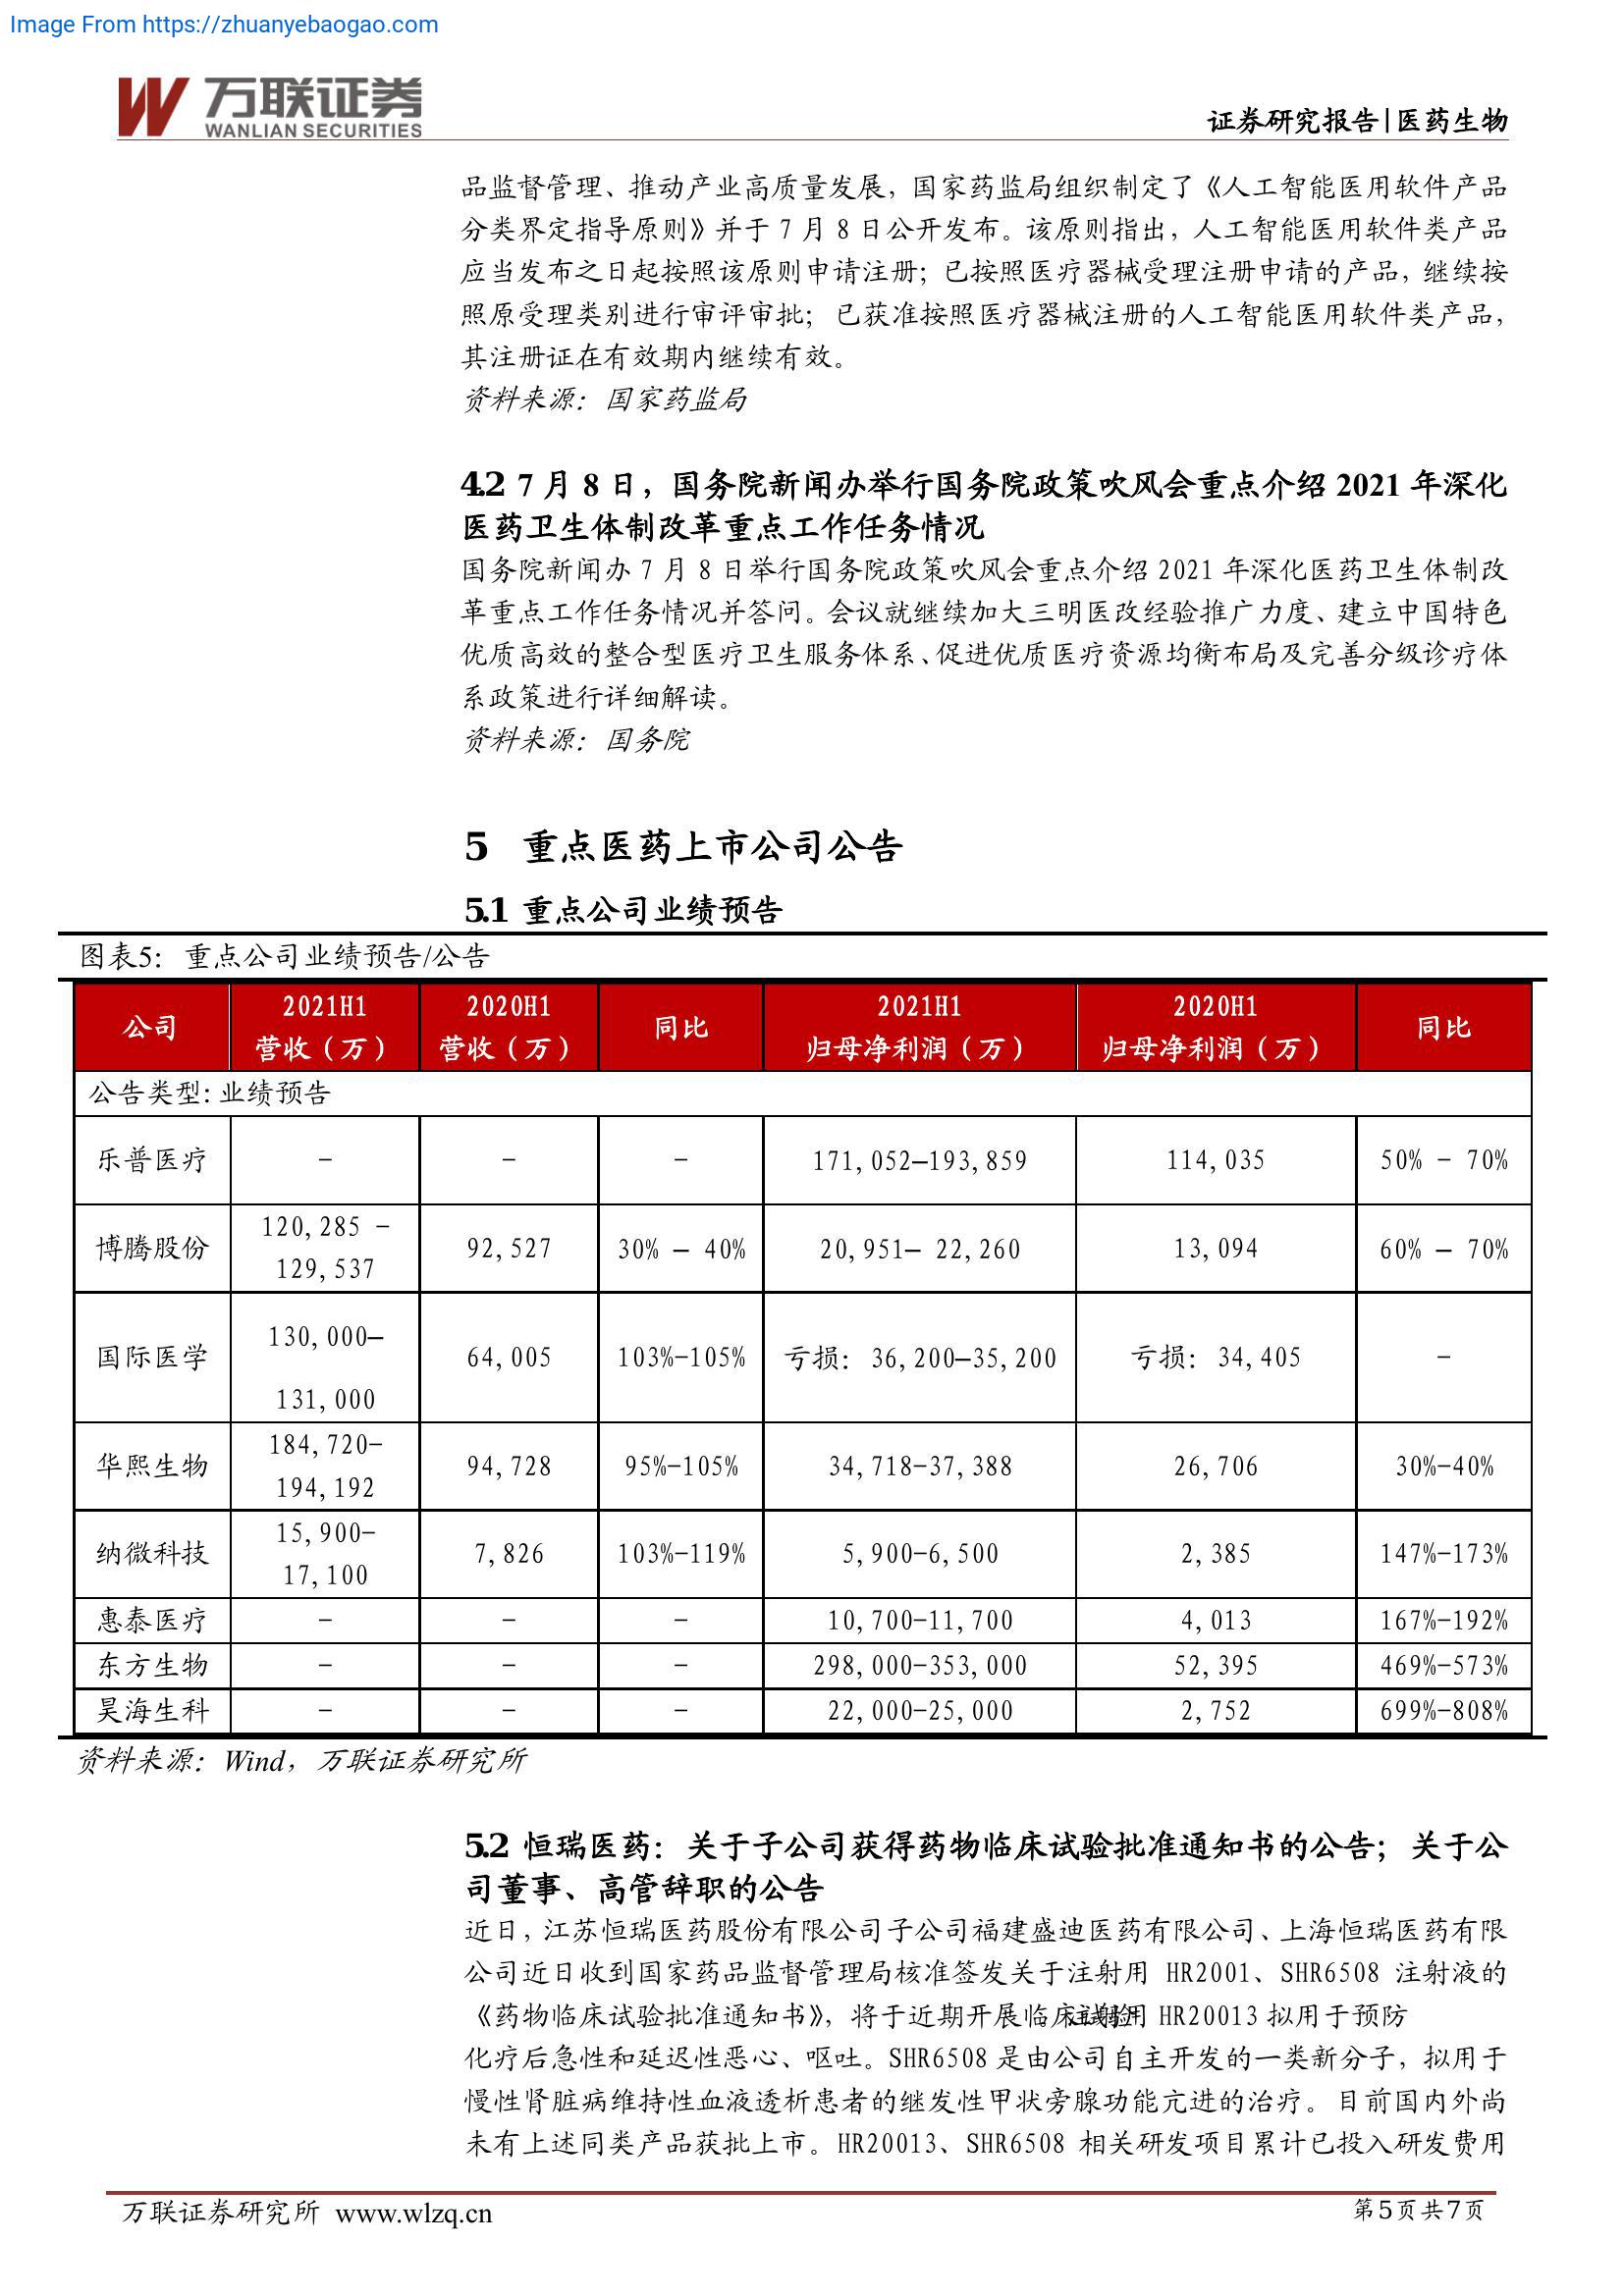 Image From https://zhuanyebaogao.com
万联证券
WANLIAN SECURITIES
证券研究报告|医药生物
品监督管理、推动产业高质量发展，国家药监局组织制定了《人工智能医用软件产品
分类界定指导原则》并于 7 月 8 日公开发布。该原则指出，人工智能医用软件类产品
应当发布之日起按照该原则申请注册；已按照医疗器械受理注册申请的产品，继续按
照原受理类别进行审评审批；已获准按照医疗器械注册的人工智能医用软件类产品，
其注册证在有效期内继续有效。
资料来源：国家药监局
4.2 7 月 8 日，国务院新闻办举行国务院政策吹风会重点介绍 2021 年深化
医药卫生体制改革重点工作任务情况
国务院新闻办 7 月 8 日举行国务院政策吹风会重点介绍 2021 年深化医药卫生体制改
革重点工作任务情况并答问。会议就继续加大三明医改经验推广力度、建立中国特色
优质高效的整合型医疗卫生服务体系、促进优质医疗资源均衡布局及完善分级诊疗体
系政策进行详细解读。
资料来源：国务院
5 重点医药上市公司公告
5.1 重点公司业绩预告
图表5：重点公司业绩预告/公告
公司 2021H1 营收（万） 2020H1 营收（万） 同比 2021H1 归母净利润（万） 2020H1 归母净利润（万） 同比
公告类型:业绩预告
乐普医疗 - - - 171,052—193,859 114,035 50% - 70%
博腾股份 120,285 - 129,537 92,527 30% — 40% 20,951— 22,260 13,094 60% — 70%
国际医学 130,000— 131,000 64,005 103%-105% 亏损：36,200—35,200 亏损：34,405 -
华熙生物 184,720- 194,192 94,728 95%-105% 34,718-37,388 26,706 30%-40%
纳微科技 15,900- 17,100 7,826 103%-119% 5,900-6,500 2,385 147%-173%
惠泰医疗 - - - 10,700-11,700 4,013 167%-192%
东方生物 - - - 298,000-353,000 52,395 469%-573%
昊海生科 - - - 22,000-25,000 2,752 699%-808%
资料来源：Wind，万联证券研究所
5.2 恒瑞医药：关于子公司获得药物临床试验批准通知书的公告；关于公
司董事、高管辞职的公告
近日，江苏恒瑞医药股份有限公司子公司福建盛迪医药有限公司、上海恒瑞医药有限
公司近日收到国家药品监督管理局核准签发关于注射用 HR2001、SHR6508 注射液的
《药物临床试验批准通知书》，将于近期开展临床试验 用 HR20013 拟用于预防
化疗后急性和延迟性恶心、呕吐。SHR6508 是由公司自主开发的一类新分子，拟用于
慢性肾脏病维持性血液透析患者的继发性甲状旁腺功能亢进的治疗。目前国内外尚
未有上述同类产品获批上市。HR20013、SHR6508 相关研发项目累计已投入研发费用
万联证券研究所 www.wlzq.cn
第5页共7页